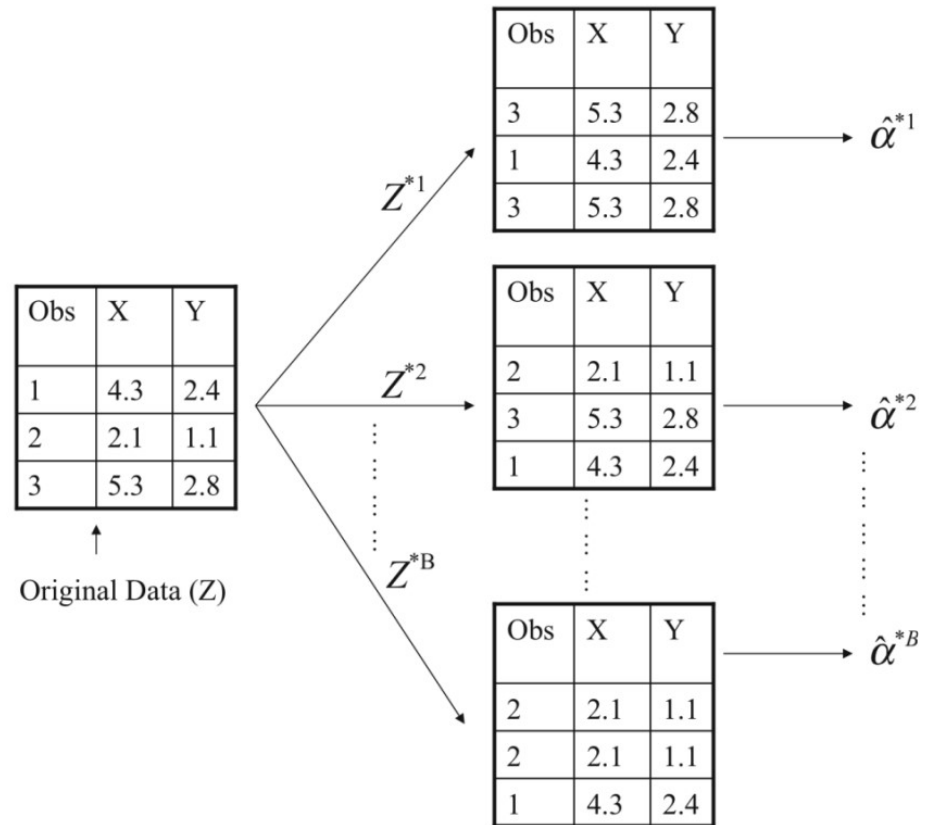 Obs X Y
3 5.3 2.8
1 4.3 2.4
3 5.3 2.8
α̂*1
Z*1
Obs X Y
1 4.3 2.4
2 2.1 1.1
3 5.3 2.8
Original Data (Z)
Z*2
Obs X Y
2 2.1 1.1
3 5.3 2.8
1 4.3 2.4
α̂*2
Z*B
Obs X Y
2 2.1 1.1
2 2.1 1.1
1 4.3 2.4
α̂*B